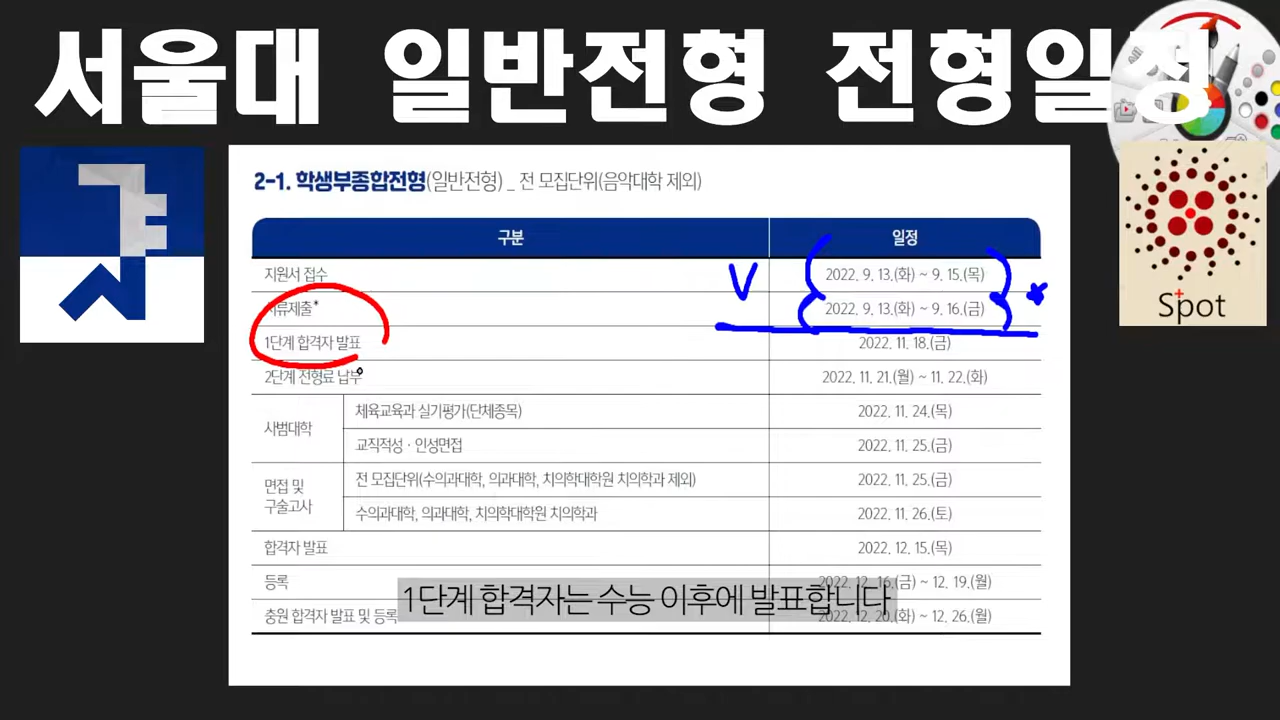 서울대 일반전형 전형일정
2-1. 학생부종합전형(일반전형) _ 전 모집단위(음악대학 제외)
구분 일정
지원서 접수 2022. 9. 13.(화) ~ 9. 15.(목)
서류제출* 2022. 9. 13.(화) ~ 9. 16.(금)
1단계 합격자 발표 2022. 11. 18.(금)
2단계 전형료 납부 2022. 11. 21.(월) ~ 11. 22.(화)
사범대학 체육교육과 실기평가(단체종목) 2022. 11. 24.(목)
교직적성 · 인성면접 2022. 11. 25.(금)
면접 및 구술고사 전 모집단위(수의과대학, 의과대학, 치의학대학원 치의학과 제외) 2022. 11. 25.(금)
수의과대학, 의과대학, 치의학대학원 치의학과 2022. 11. 26.(토)
합격자 발표 2022. 12. 15.(목)
등록 2022. 12. 16.(금) ~ 12. 19.(월)
충원 합격자 발표 및 등록 2022. 12. 20.(화) ~ 12. 26.(월)
1단계 합격자는 수능 이후에 발표합니다
V
Spot